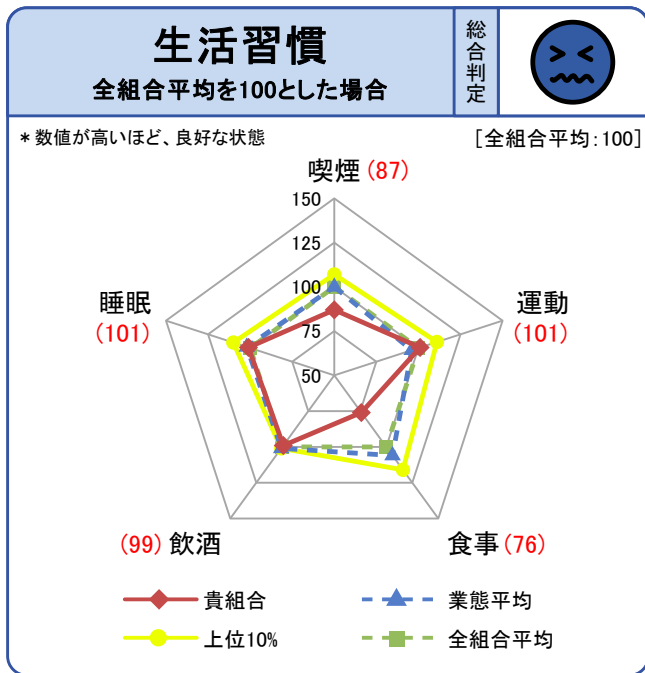 生活習慣
全組合平均を100とした場合
総合判定
*数値が高いほど、良好な状態
[全組合平均:100]
喫煙(87)
150
125
100
75
50
睡眠
(101)
運動
(101)
(99)飲酒
食事(76)
貴組合
業態平均
上位10%
全組合平均